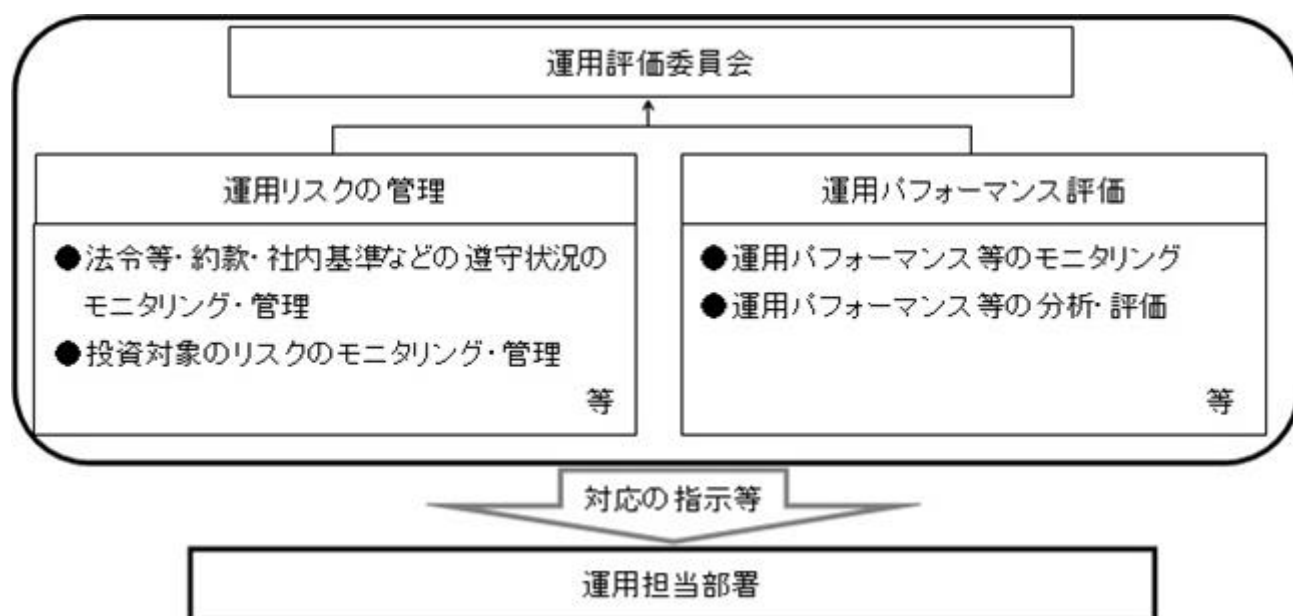 運用評価委員会
運用リスクの管理
●法令等・約款・社内基準などの遵守状況の
モニタリング・管理
●投資対象のリスクのモニタリング・管理
等
運用パフォーマンス評価
●運用パフォーマンス等のモニタリング
●運用パフォーマンス等の分析・評価
等
対応の指示等
運用担当部署